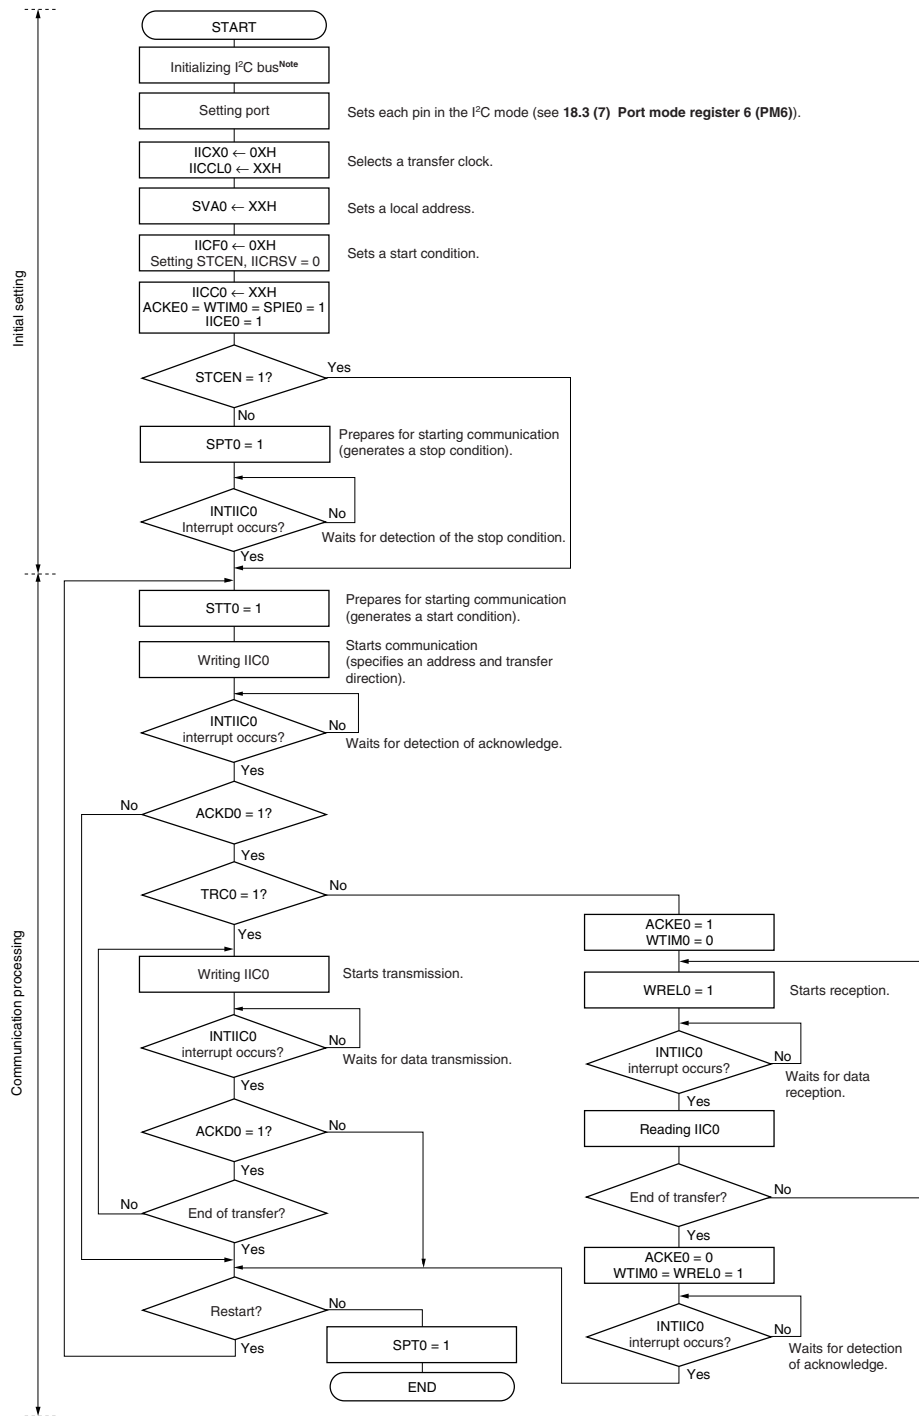 START
Initializing I²C bus^Note
Setting port
Sets each pin in the I²C mode (see 18.3 (7) Port mode register 6 (PM6)).
IICX0 ← 0XH
IICCL0 ← XXH
Selects a transfer clock.
SVA0 ← XXH
Sets a local address.
IICF0 ← 0XH
Setting STCEN, IICRSV = 0
Sets a start condition.
IICC0 ← XXH
ACKE0 = WTIM0 = SPIE0 = 1
IICE0 = 1
Initial setting
STCEN = 1?
Yes
No
SPT0 = 1
Prepares for starting communication
(generates a stop condition).
INTIIC0
Interrupt occurs?
No
Waits for detection of the stop condition.
Yes
STT0 = 1
Prepares for starting communication
(generates a start condition).
Writing IIC0
Starts communication
(specifies an address and transfer
direction).
INTIIC0
interrupt occurs?
No
Waits for detection of acknowledge.
Yes
No
ACKD0 = 1?
Yes
TRC0 = 1?
No
Yes
Communication processing
Writing IIC0
Starts transmission.
INTIIC0
interrupt occurs?
No
Waits for data transmission.
Yes
ACKD0 = 1?
No
Yes
No
End of transfer?
Yes
Restart?
No
Yes
SPT0 = 1
END
ACKE0 = 1
WTIM0 = 0
WREL0 = 1
Starts reception.
INTIIC0
interrupt occurs?
No
Waits for data
reception.
Yes
Reading IIC0
End of transfer?
No
Yes
ACKE0 = 0
WTIM0 = WREL0 = 1
INTIIC0
interrupt occurs?
No
Waits for detection
of acknowledge.
Yes